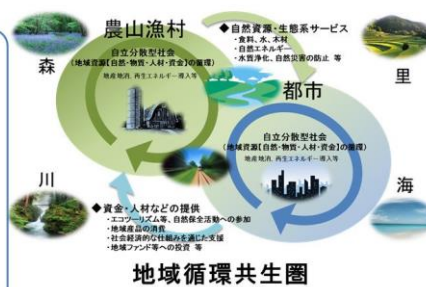 農山漁村
自立分散型社会
(地域資源【自然・物質・人材・資金】の循環)
地産地消、再生エネルギー導入等
森
◆自然資源・生態系サービス
・食料、水、木材
・自然エネルギー
・水質浄化、自然災害の防止 等
里
都市
自立分散型社会
(地域資源【自然・物質・人材・資金】の循環)
地産地消、再生エネルギー導入等
川
◆資金・人材などの提供
・エコツーリズム等、自然保全活動への参加
・地域産品の消費
・社会経済的な仕組みを通じた支援
・地域ファンド等への投資 等
海
地域循環共生圏